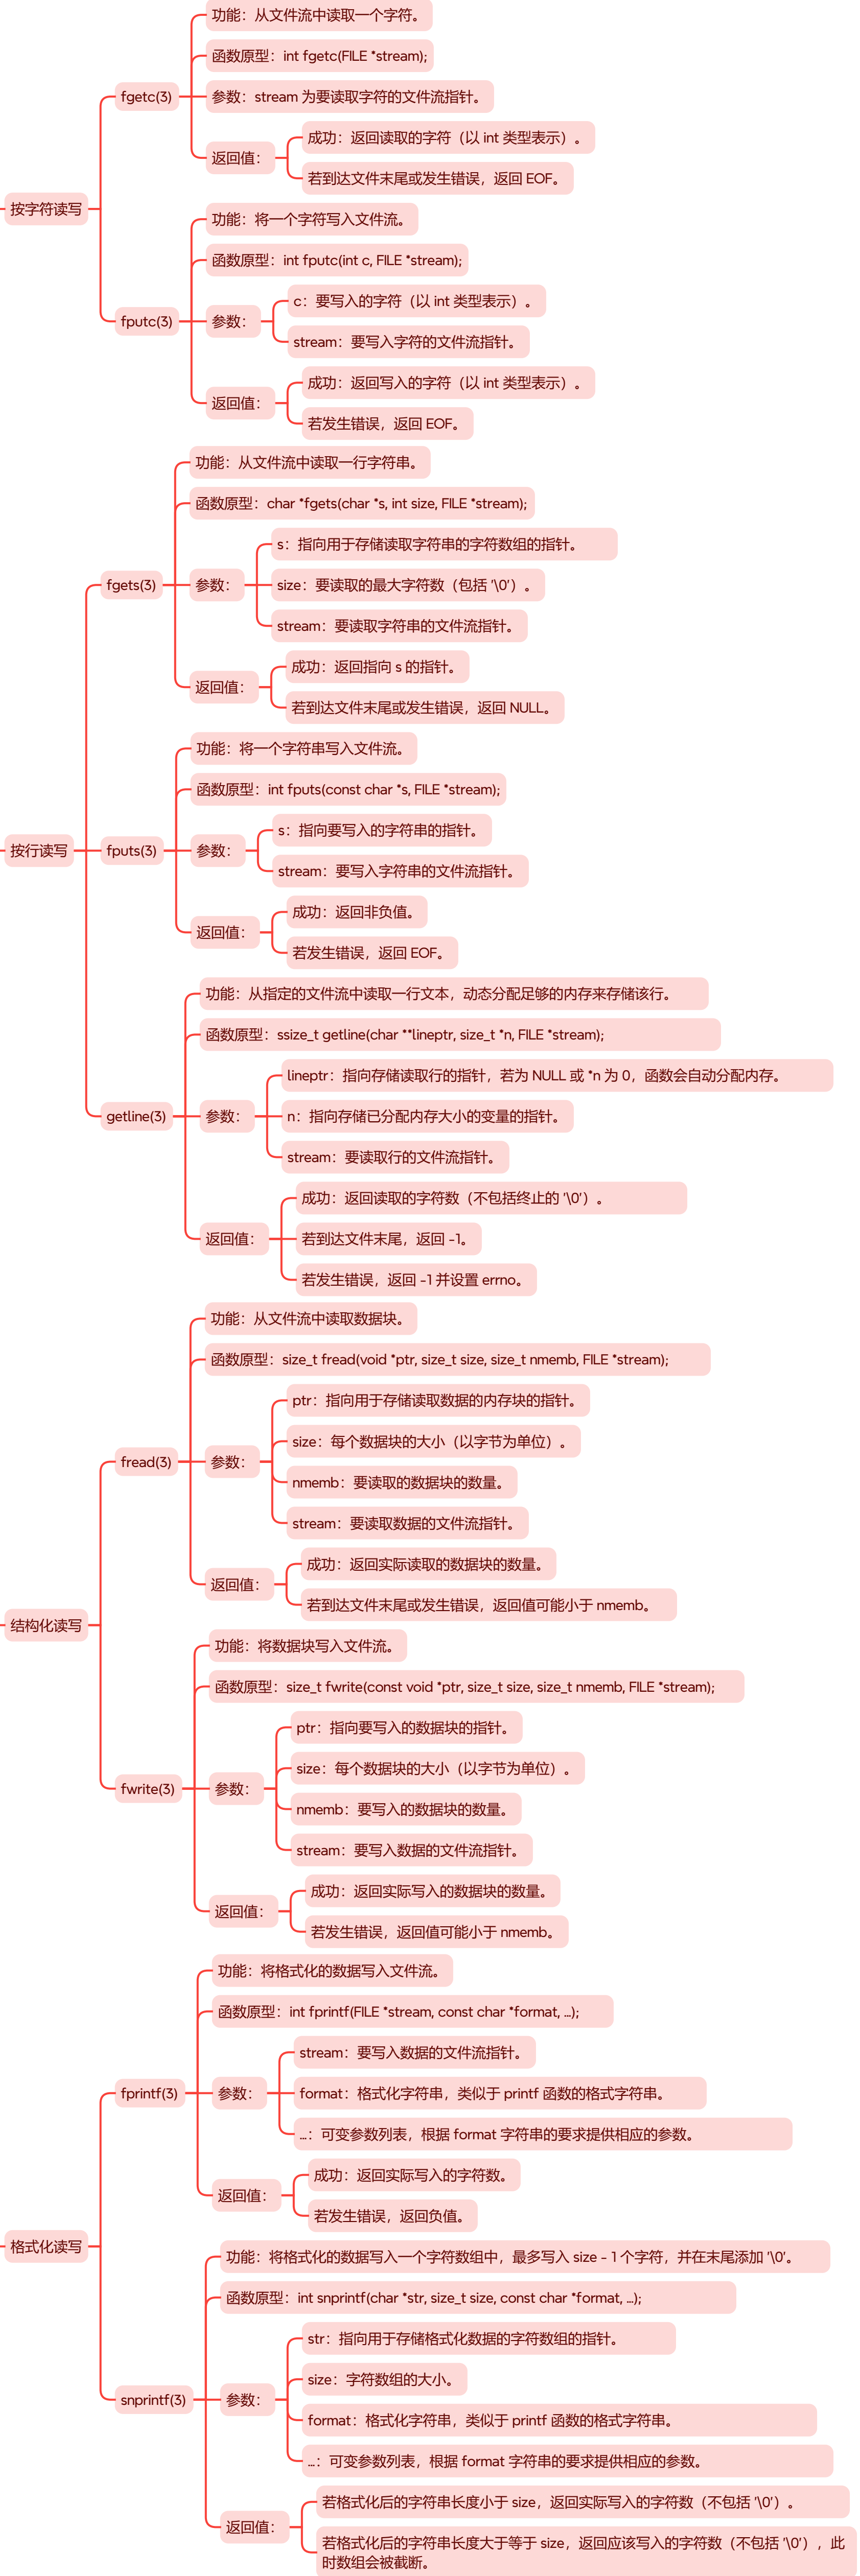 按字符读写
fgetc(3)
功能：从文件流中读取一个字符。
函数原型：int fgetc(FILE *stream);
参数：stream 为要读取字符的文件流指针。
返回值：
成功：返回读取的字符（以 int 类型表示）。
若到达文件末尾或发生错误，返回 EOF。
fputc(3)
功能：将一个字符写入文件流。
函数原型：int fputc(int c, FILE *stream);
参数：
c：要写入的字符（以 int 类型表示）。
stream：要写入字符的文件流指针。
返回值：
成功：返回写入的字符（以 int 类型表示）。
若发生错误，返回 EOF。
按行读写
fgets(3)
功能：从文件流中读取一行字符串。
函数原型：char *fgets(char *s, int size, FILE *stream);
参数：
s：指向用于存储读取字符串的字符数组的指针。
size：要读取的最大字符数（包括 '\0'）。
stream：要读取字符串的文件流指针。
返回值：
成功：返回指向 s 的指针。
若到达文件末尾或发生错误，返回 NULL。
fputs(3)
功能：将一个字符串写入文件流。
函数原型：int fputs(const char *s, FILE *stream);
参数：
s：指向要写入的字符串的指针。
stream：要写入字符串的文件流指针。
返回值：
成功：返回非负值。
若发生错误，返回 EOF。
getline(3)
功能：从指定的文件流中读取一行文本，动态分配足够的内存来存储该行。
函数原型：ssize_t getline(char **lineptr, size_t *n, FILE *stream);
参数：
lineptr：指向存储读取行的指针，若为 NULL 或 *n 为 0，函数会自动分配内存。
n：指向存储已分配内存大小的变量的指针。
stream：要读取行的文件流指针。
返回值：
成功：返回读取的字符数（不包括终止的 '\0'）。
若到达文件末尾，返回 -1。
若发生错误，返回 -1 并设置 errno。
结构化读写
fread(3)
功能：从文件流中读取数据块。
函数原型：size_t fread(void *ptr, size_t size, size_t nmemb, FILE *stream);
参数：
ptr：指向用于存储读取数据的内存块的指针。
size：每个数据块的大小（以字节为单位）。
nmemb：要读取的数据块的数量。
stream：要读取数据的文件流指针。
返回值：
成功：返回实际读取的数据块的数量。
若到达文件末尾或发生错误，返回值可能小于 nmemb。
fwrite(3)
功能：将数据块写入文件流。
函数原型：size_t fwrite(const void *ptr, size_t size, size_t nmemb, FILE *stream);
参数：
ptr：指向要写入的数据块的指针。
size：每个数据块的大小（以字节为单位）。
nmemb：要写入的数据块的数量。
stream：要写入数据的文件流指针。
返回值：
成功：返回实际写入的数据块的数量。
若发生错误，返回值可能小于 nmemb。
格式化读写
fprintf(3)
功能：将格式化的数据写入文件流。
函数原型：int fprintf(FILE *stream, const char *format, ...);
参数：
stream：要写入数据的文件流指针。
format：格式化字符串，类似于 printf 函数的格式字符串。
...：可变参数列表，根据 format 字符串的要求提供相应的参数。
返回值：
成功：返回实际写入的字符数。
若发生错误，返回负值。
snprintf(3)
功能：将格式化的数据写入一个字符数组中，最多写入 size - 1 个字符，并在末尾添加 '\0'。
函数原型：int snprintf(char *str, size_t size, const char *format, ...);
参数：
str：指向用于存储格式化数据的字符数组的指针。
size：字符数组的大小。
format：格式化字符串，类似于 printf 函数的格式字符串。
...：可变参数列表，根据 format 字符串的要求提供相应的参数。
返回值：
若格式化后的字符串长度小于 size，返回实际写入的字符数（不包括 '\0'）。
若格式化后的字符串长度大于等于 size，返回应该写入的字符数（不包括 '\0'），此
时数组会被截断。